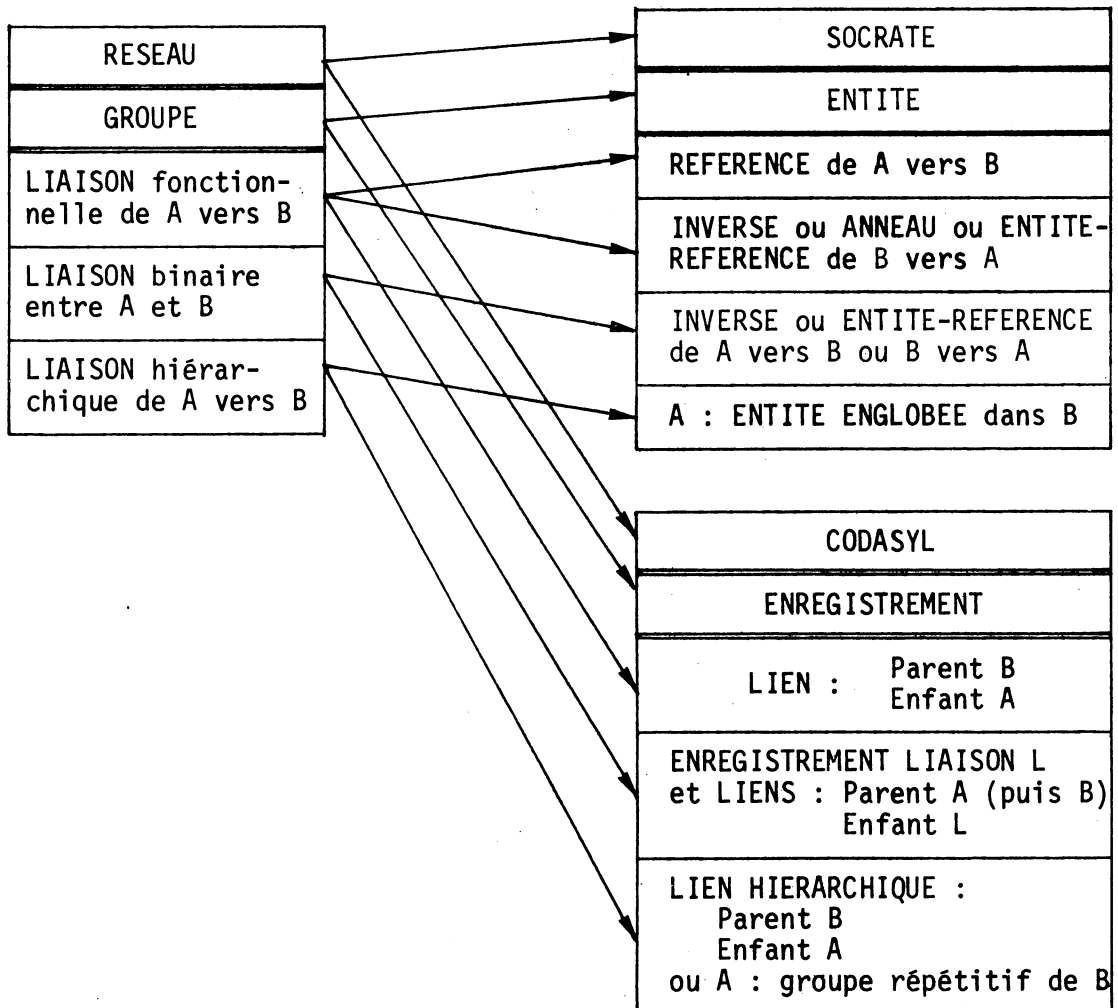 RESEAU
GROUPE
LIAISON fonction-
nelle de A vers B
LIAISON binaire
entre A et B
LIAISON hiérar-
chique de A vers B
SOCRATE
ENTITE
REFERENCE de A vers B
INVERSE ou ANNEAU ou ENTITE-
REFERENCE de B vers A
INVERSE ou ENTITE-REFERENCE
de A vers B ou B vers A
A : ENTITE ENGLOBEE dans B
CODASYL
ENREGISTREMENT
LIEN : Parent B
Enfant A
ENREGISTREMENT LIAISON L
et LIENS : Parent A (puis B)
Enfant L
LIEN HIERARCHIQUE :
Parent B
Enfant A
ou A : groupe répétitif de B